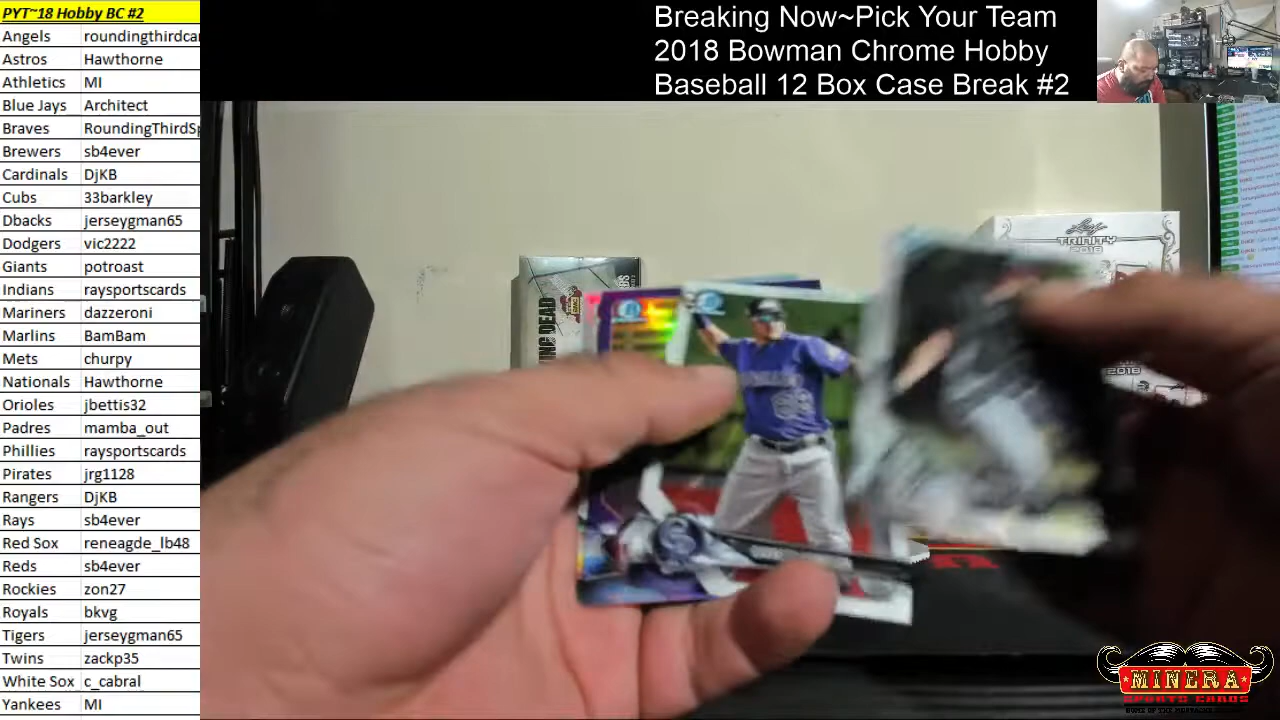 PYT~18 Hobby BC #2
Angels roundingthirdcar
Astros Hawthorne
Athletics MI
Blue Jays Architect
Braves RoundingThirdSp
Brewers sb4ever
Cardinals DjKB
Cubs 33barkley
Dbacks jerseygman65
Dodgers vic2222
Giants potroast
Indians raysportscards
Mariners dazzeroni
Marlins BamBam
Mets churpy
Nationals Hawthorne
Orioles jbettis32
Padres mamba_out
Phillies raysportscards
Pirates jrg1128
Rangers DjKB
Rays sb4ever
Red Sox reneagde_lb48
Reds sb4ever
Rockies zon27
Royals bkvg
Tigers jerseygman65
Twins zackp35
White Sox c_cabral
Yankees MI
Breaking Now~Pick Your Team
2018 Bowman Chrome Hobby
Baseball 12 Box Case Break #2
Leaf
TRINITY
2018
2018
MINERA
SPORTS CARDS